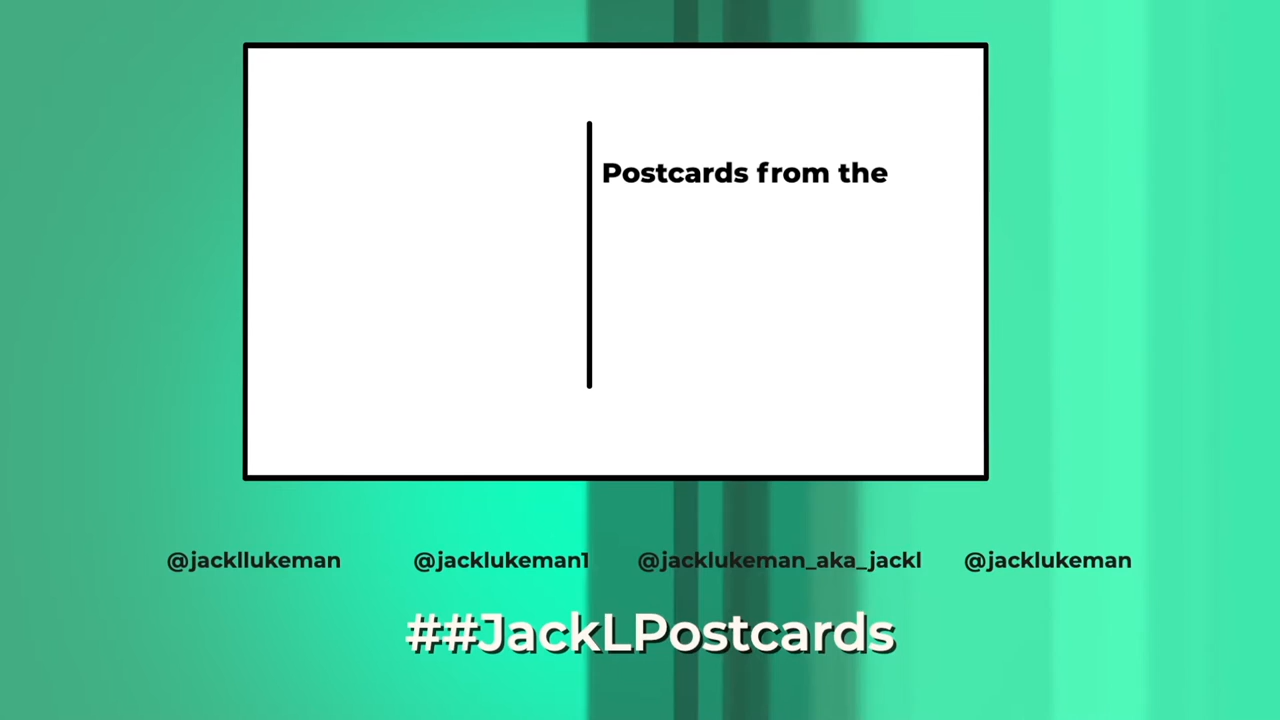 Postcards from the
@jackllukeman @jacklukeman1 @jacklukeman_aka_jackl @jacklukeman
##JackLPostcards